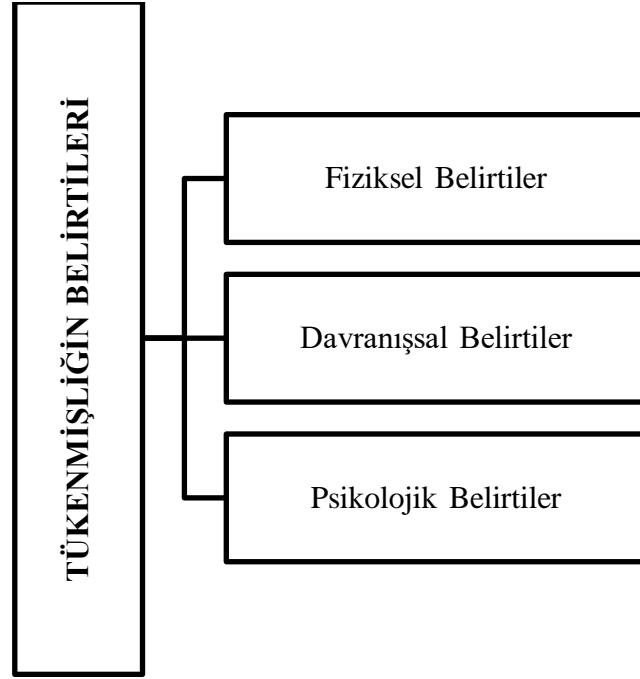 TÜKENMİŞLİĞİN BELİRTİLERİ
Fiziksel Belirtiler
Davranışsal Belirtiler
Psikolojik Belirtiler